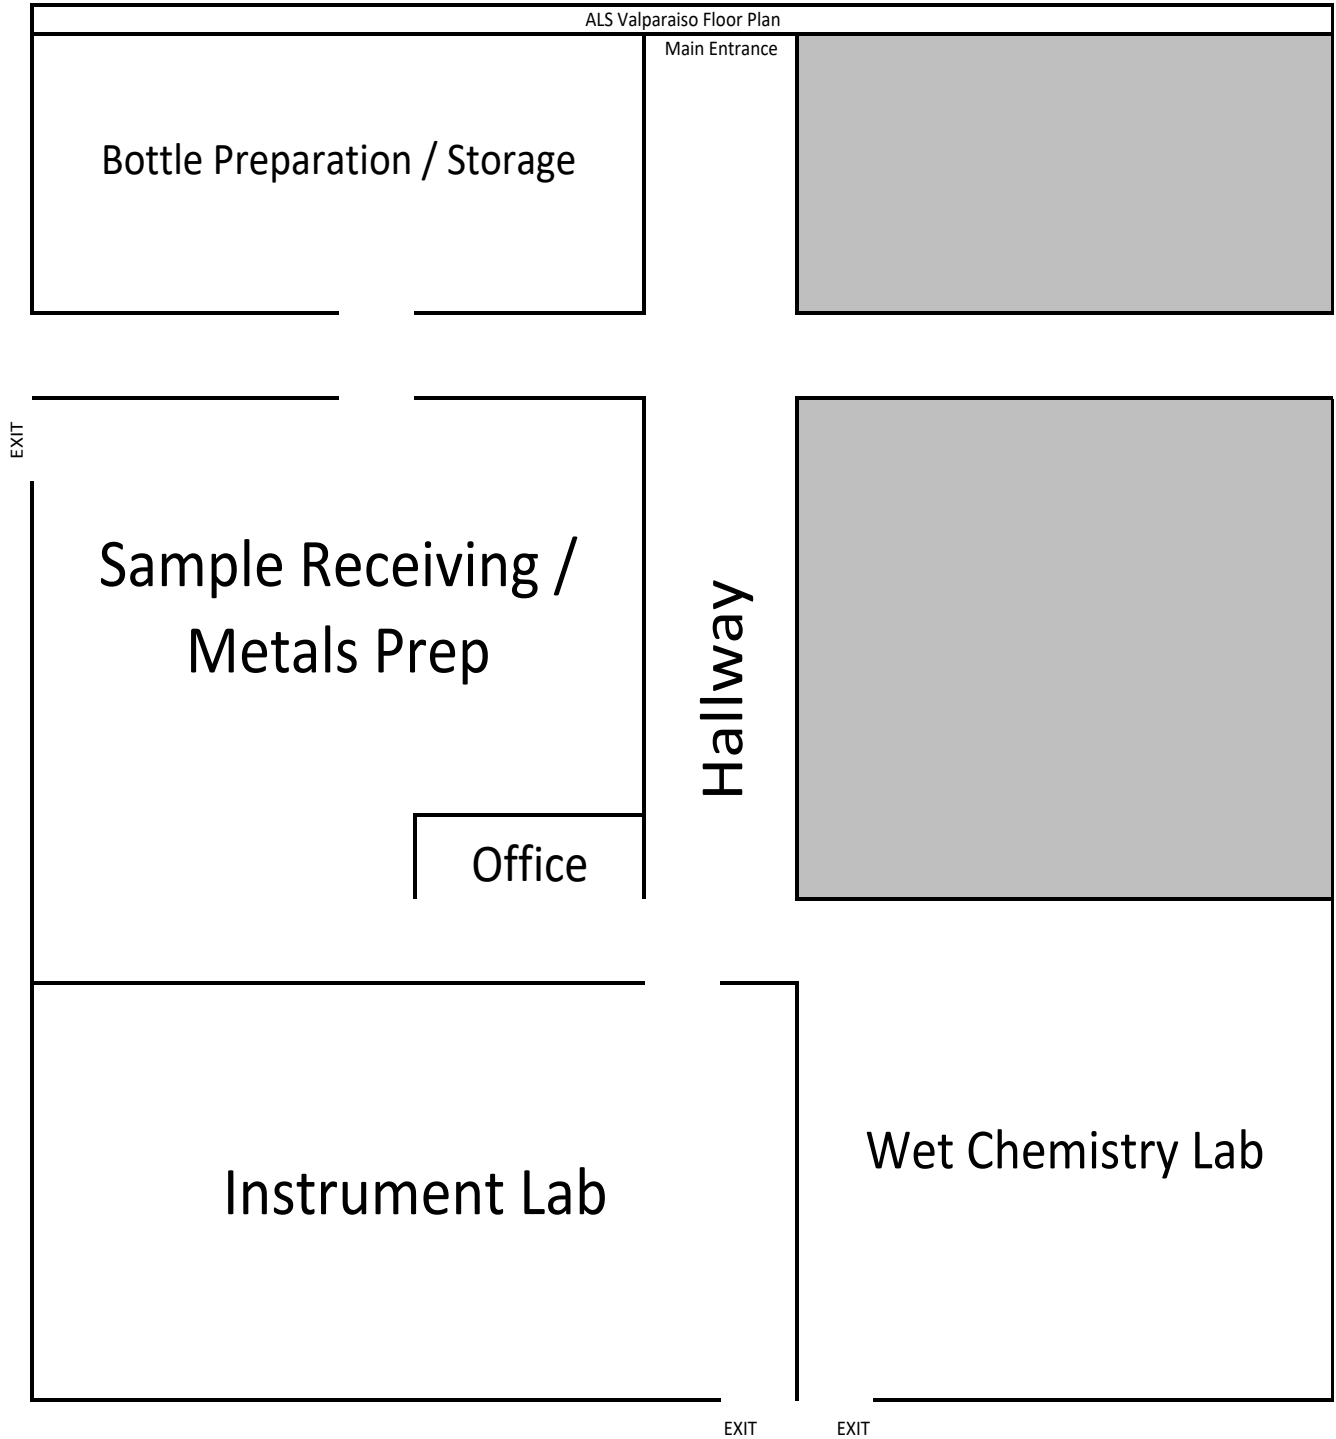 ALS Valparaiso Floor Plan
Main Entrance
Bottle Preparation / Storage
EXIT
Sample Receiving /
Metals Prep
Hallway
Office
Wet Chemistry Lab
Instrument Lab
EXIT
EXIT